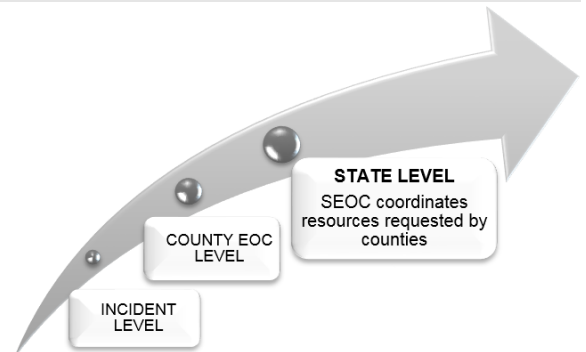 STATE LEVEL
SEOC coordinates
resources requested by
counties
COUNTY EOC
LEVEL
INCIDENT
LEVEL